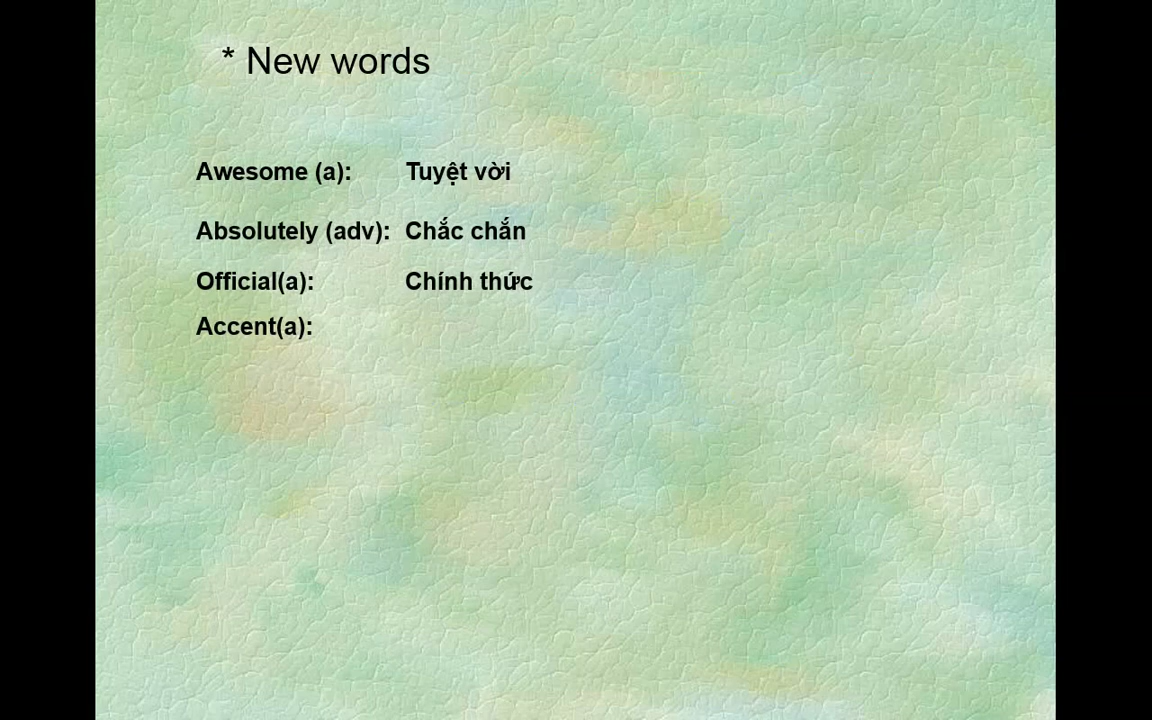 * New words
Awesome (a): Tuyệt vời
Absolutely (adv): Chắc chắn
Official(a): Chính thức
Accent(a):